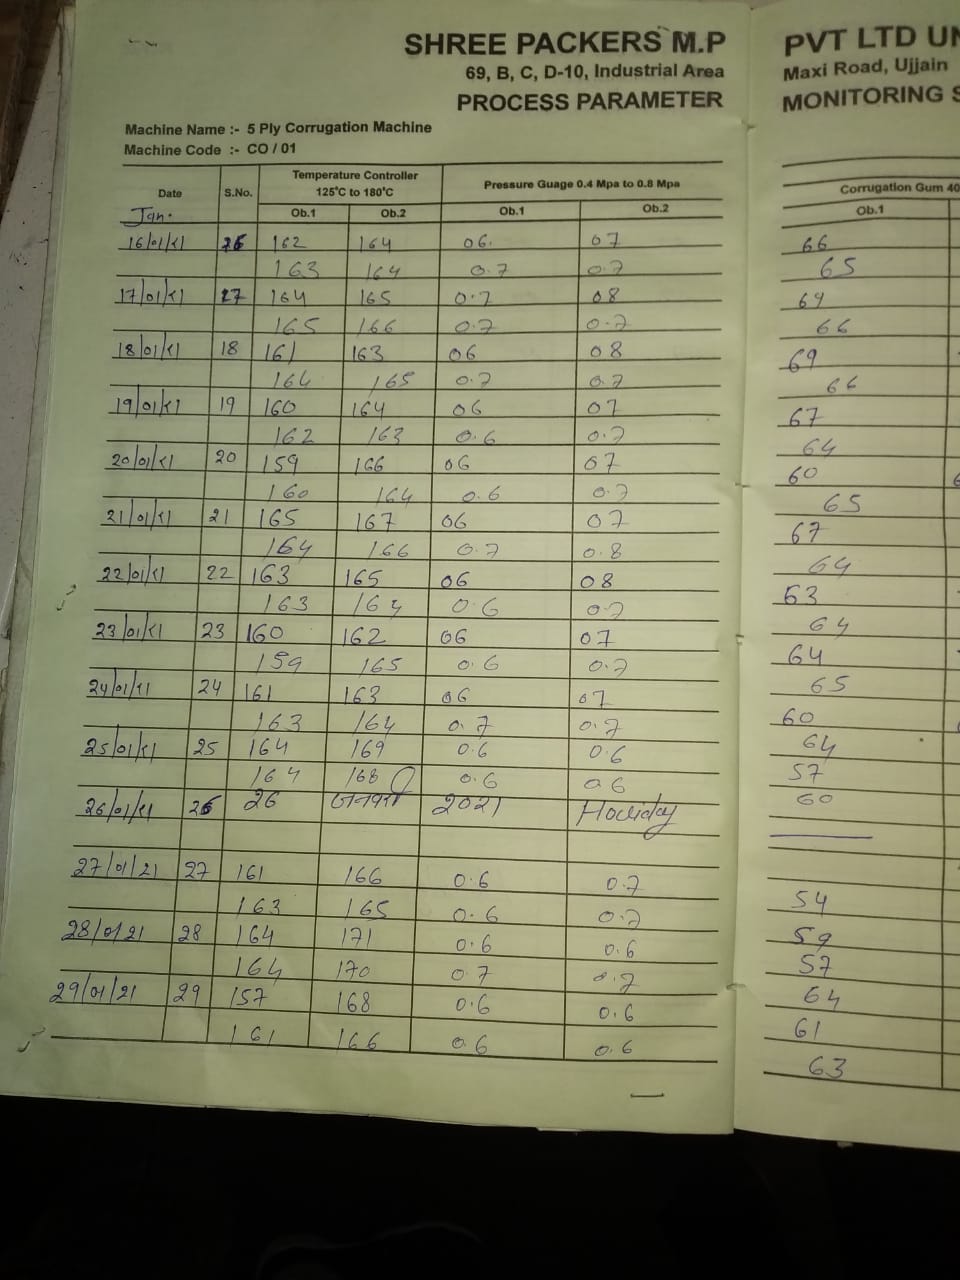 SHREE PACKERS M.P
69, B, C, D-10, Industrial Area
PROCESS PARAMETER
Machine Name :- 5 Ply Corrugation Machine
Machine Code :- CO / 01
Date S.No. Temperature Controller 125°C to 180°C Pressure Guage 0.4 Mpa to 0.8 Mpa
Ob.1 Ob.2 Ob.1 Ob.2
Jan.
16/01/21 162 164 06. 07
163 164 0.7 0.7
17/01/21 27 164 165 0.7 08
165 166 0.7 0.7
18/01/21 18 161 163 06 08
164 165 0.7 0.7
19/01/21 19 160 164 06 07
162 163 0.6 0.7
20/01/21 20 159 166 06 07
160 164 0.6 0.7
21/01/21 21 165 167 06 07
164 166 0.7 0.8
22/01/21 22 163 165 06 08
163 164 0.6 0.7
23/01/21 23 160 162 06 07
159 165 0.6 0.7
24/01/21 24 161 163 06 07
163 164 0.7 0.7
25/01/21 25 164 169 0.6 0.6
164 168 0.6 0.6
26/01/21 26 26 जनवरी 2021 Holiday
27/01/21 27 161 166 0.6 0.7
163 165 0.6 0.7
28/01/21 28 164 171 0.6 0.6
164 170 0.7 0.7
29/01/21 29 157 168 0.6 0.6
161 166 0.6 0.6
PVT LTD
Maxi Road, Ujjain
MONITORING
Corrugation Gum 40
Ob.1
66
65
69
66
69
66
67
64
60
65
67
64
63
64
64
65
60
64
57
60
54
59
57
64
61
63